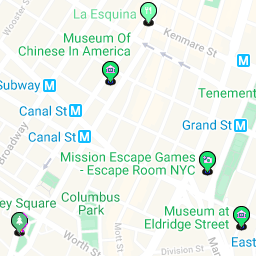 La Esquina
Kenmare St
Wooster St
Museum Of
Chinese In America
Subway M
M
Tenement
Canal St M
Grand St M
Canal St M
Broadway
Mission Escape Games
- Escape Room NYC
Columbus
Park
ey Square
Museum at
Eldridge Street
Worth St
Mott St
Division St
East